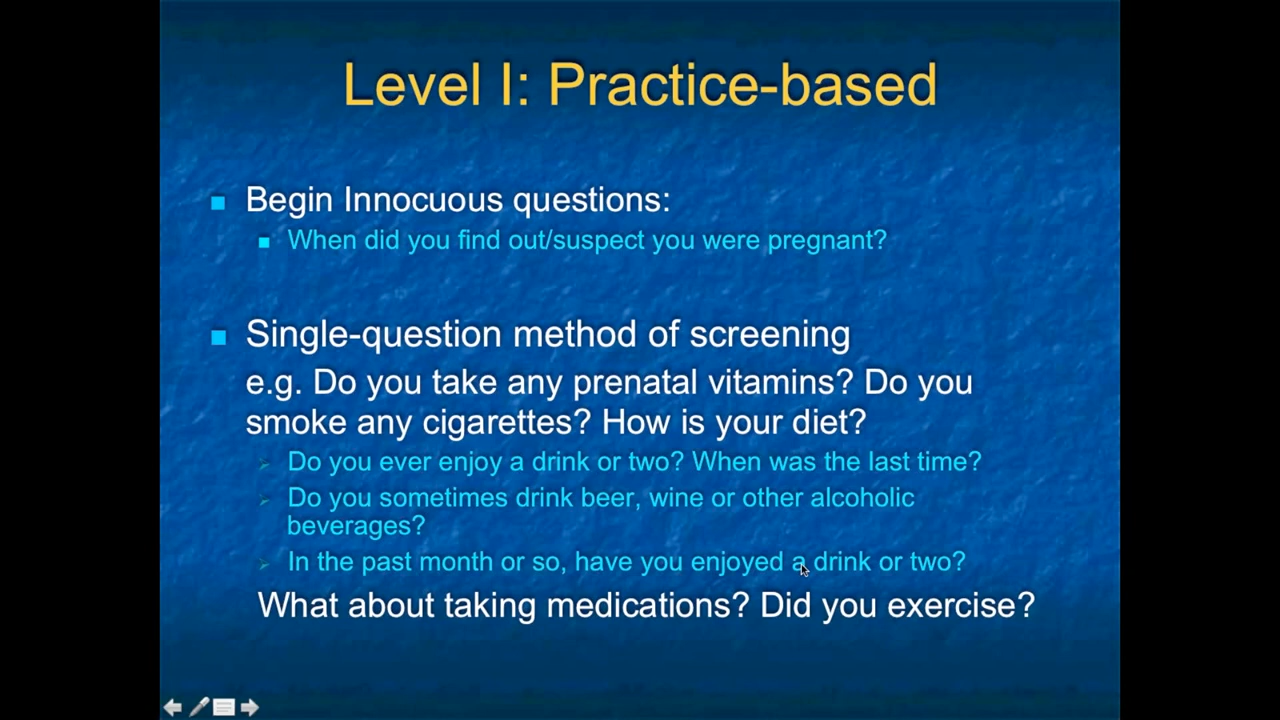 Level I: Practice-based
Begin Innocuous questions:
When did you find out/suspect you were pregnant?
Single-question method of screening
e.g. Do you take any prenatal vitamins? Do you
smoke any cigarettes? How is your diet?
Do you ever enjoy a drink or two? When was the last time?
Do you sometimes drink beer, wine or other alcoholic
beverages?
In the past month or so, have you enjoyed a drink or two?
What about taking medications? Did you exercise?